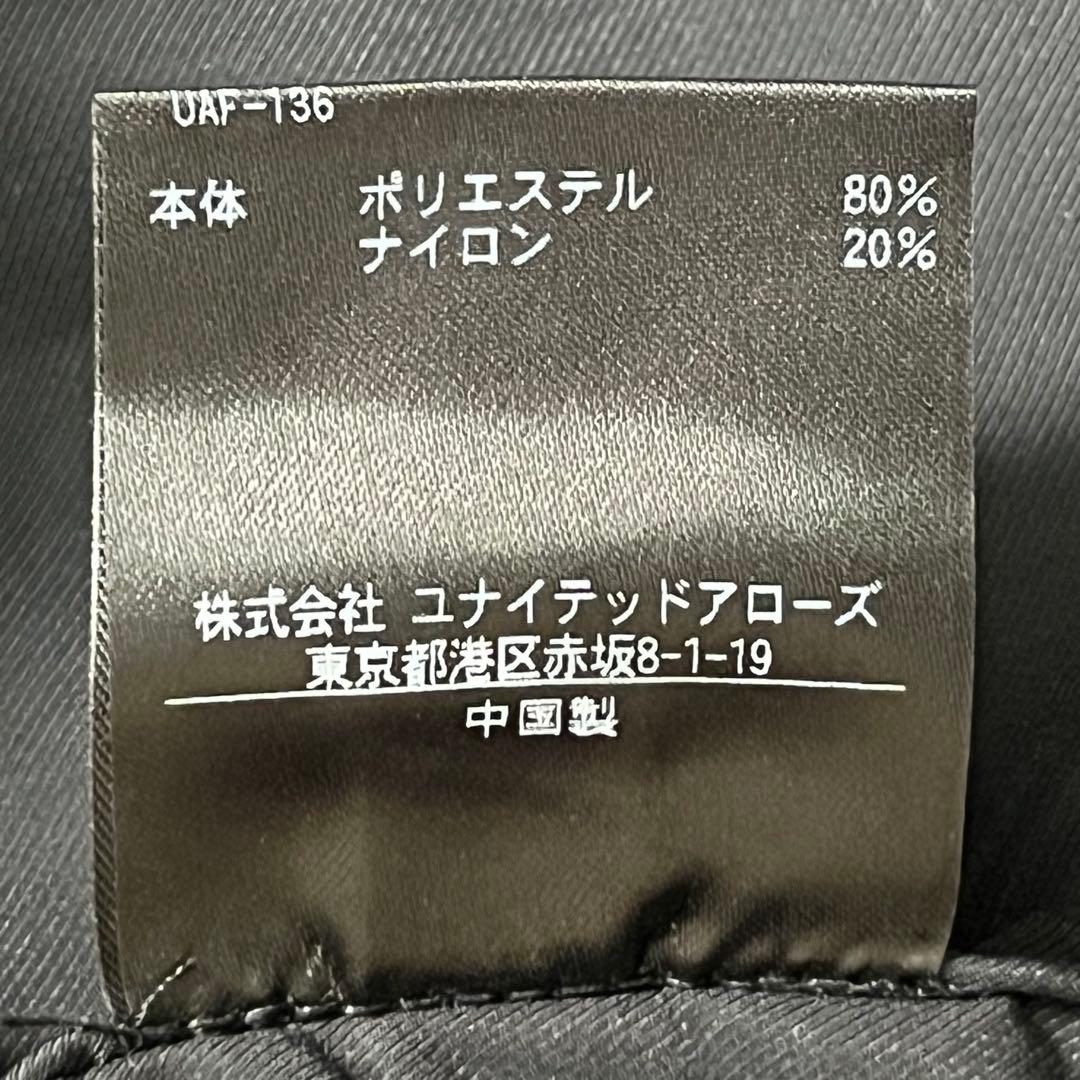 UAF-136
本体 ポリエステル 80%
ナイロン 20%
株式会社 ユナイテッドアローズ
東京都港区赤坂8-1-19
中国製